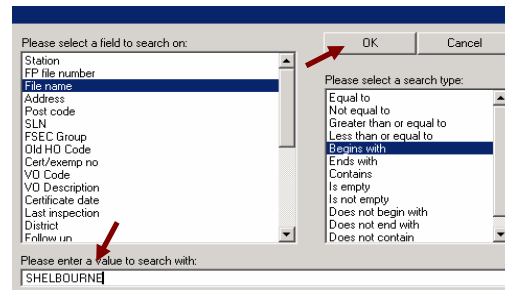 Please select a field to search on:
Station
FP file number
File name
Address
Post code
SLN
FSEC Group
Old HO Code
Cert/exemp no
VO Code
VO Description
Certificate date
Last inspection
District
Follow up
OK
Cancel
Please select a search type:
Equal to
Not equal to
Greater than or equal to
Less than or equal to
Begins with
Ends with
Contains
Is empty
Is not empty
Does not begin with
Does not end with
Does not contain
Please enter a value to search with:
SHELBOURNE